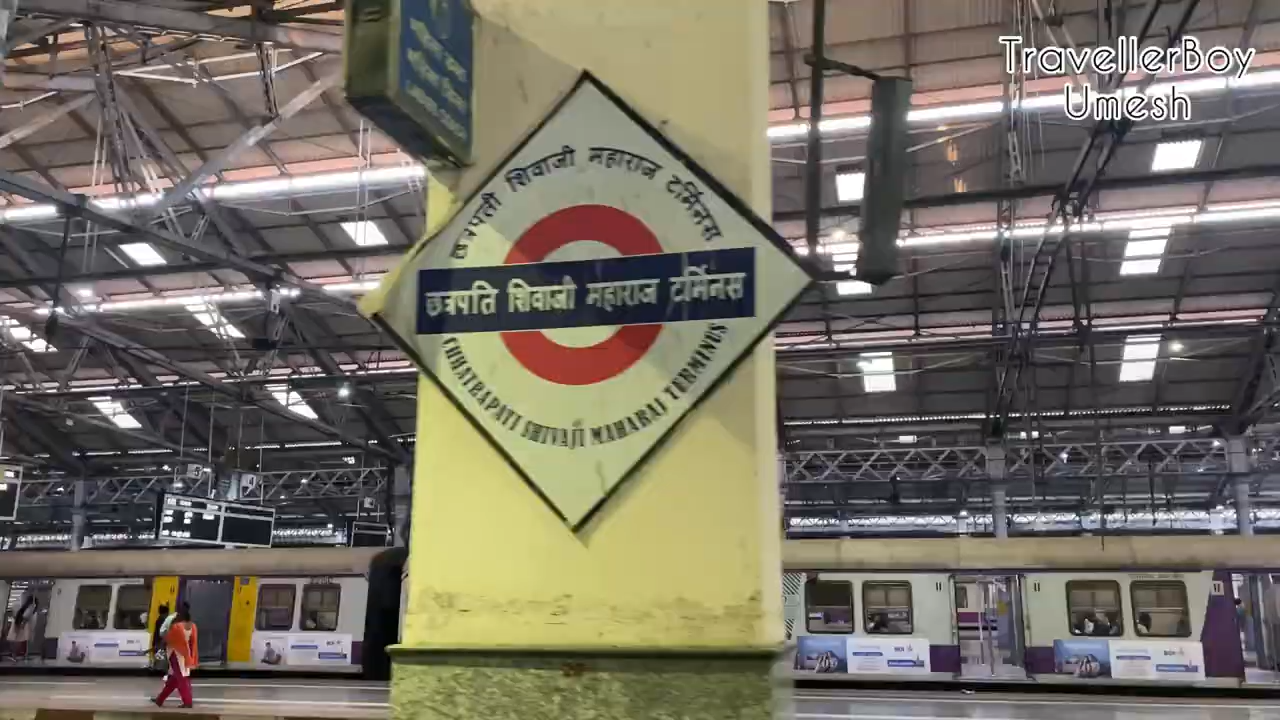 TravellerBoy
Umesh
छत्रपती शिवाजी महाराज टर्मिनस
छत्रपति शिवाजी महाराज टर्मिनस
CHHATRAPATI SHIVAJI MAHARAJ TERMINUS